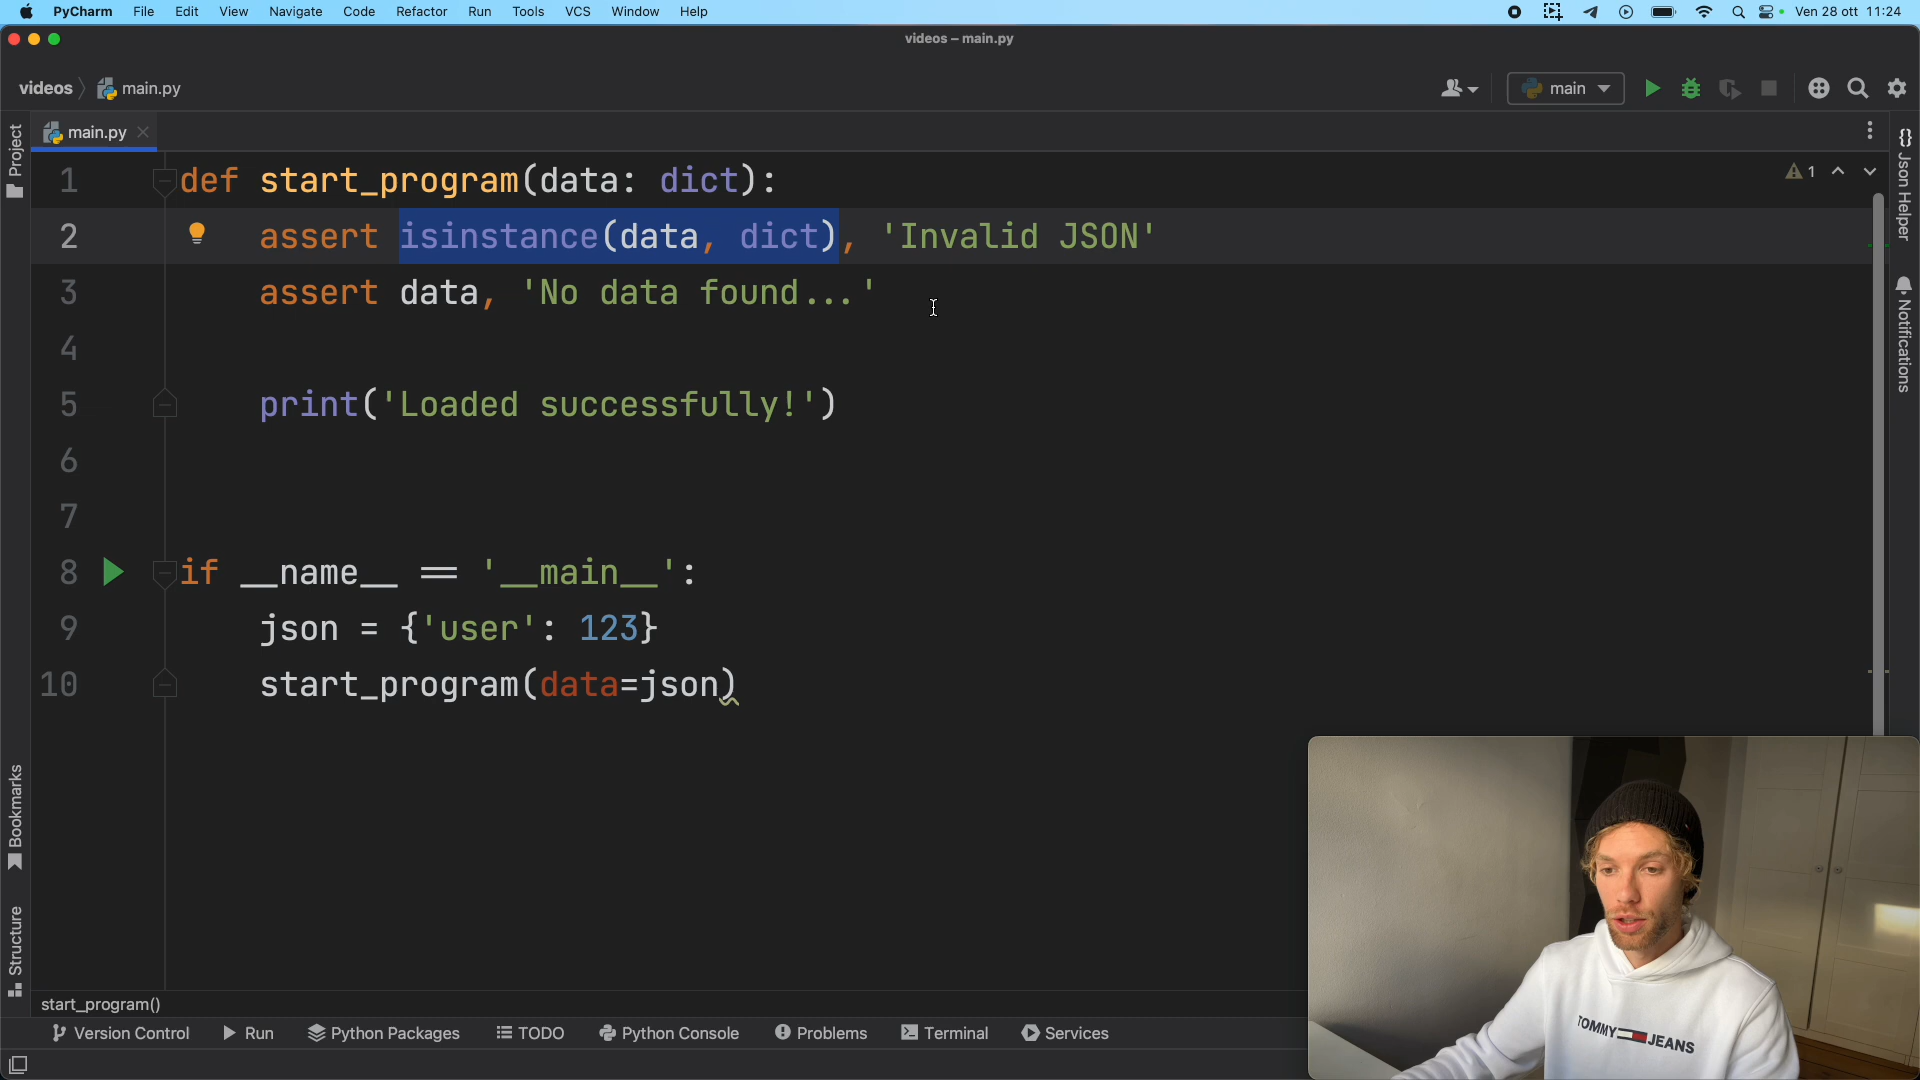 PyCharm File Edit View Navigate Code Refactor Run Tools VCS Window Help Ven 28 ott 11:24
videos – main.py
videos main.py main
main.py
Project
Json Helper
Notifications
Bookmarks
Structure
1 def start_program(data: dict): 1
2 assert isinstance(data, dict), 'Invalid JSON'
3 assert data, 'No data found...'
4
5 print('Loaded successfully!')
6
7
8 if __name__ == '__main__':
9 json = {'user': 123}
10 start_program(data=json)
start_program()
Version Control Run Python Packages TODO Python Console Problems Terminal Services
TOMMY JEANS